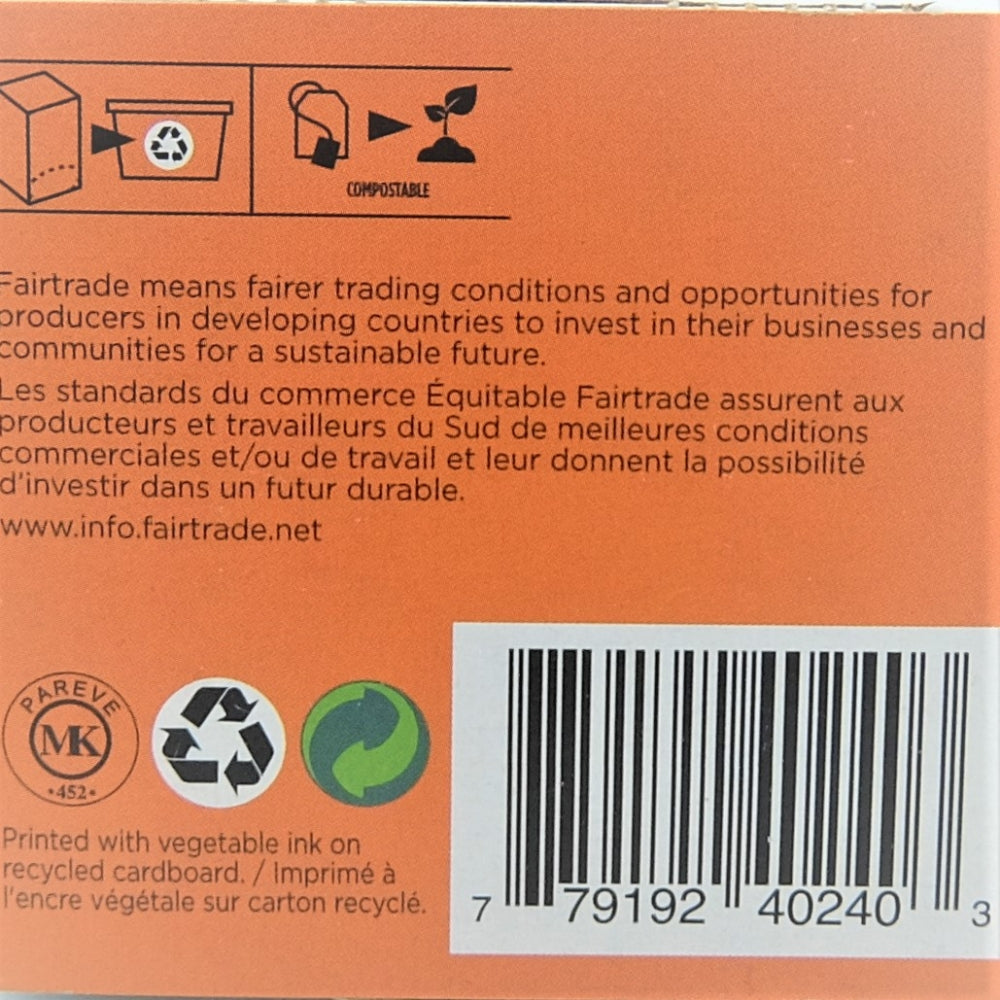 COMPOSTABLE
Fairtrade means fairer trading conditions and opportunities for
producers in developing countries to invest in their businesses and
communities for a sustainable future.
Les standards du commerce Équitable Fairtrade assurent aux
producteurs et travailleurs du Sud de meilleures conditions
commerciales et/ou de travail et leur donnent la possibilité
d'investir dans un futur durable.
www.info.fairtrade.net
PAREVE
MK
•452•
Printed with vegetable ink on
recycled cardboard. / Imprimé à
l'encre végétale sur carton recyclé.
7 79192 40240 3